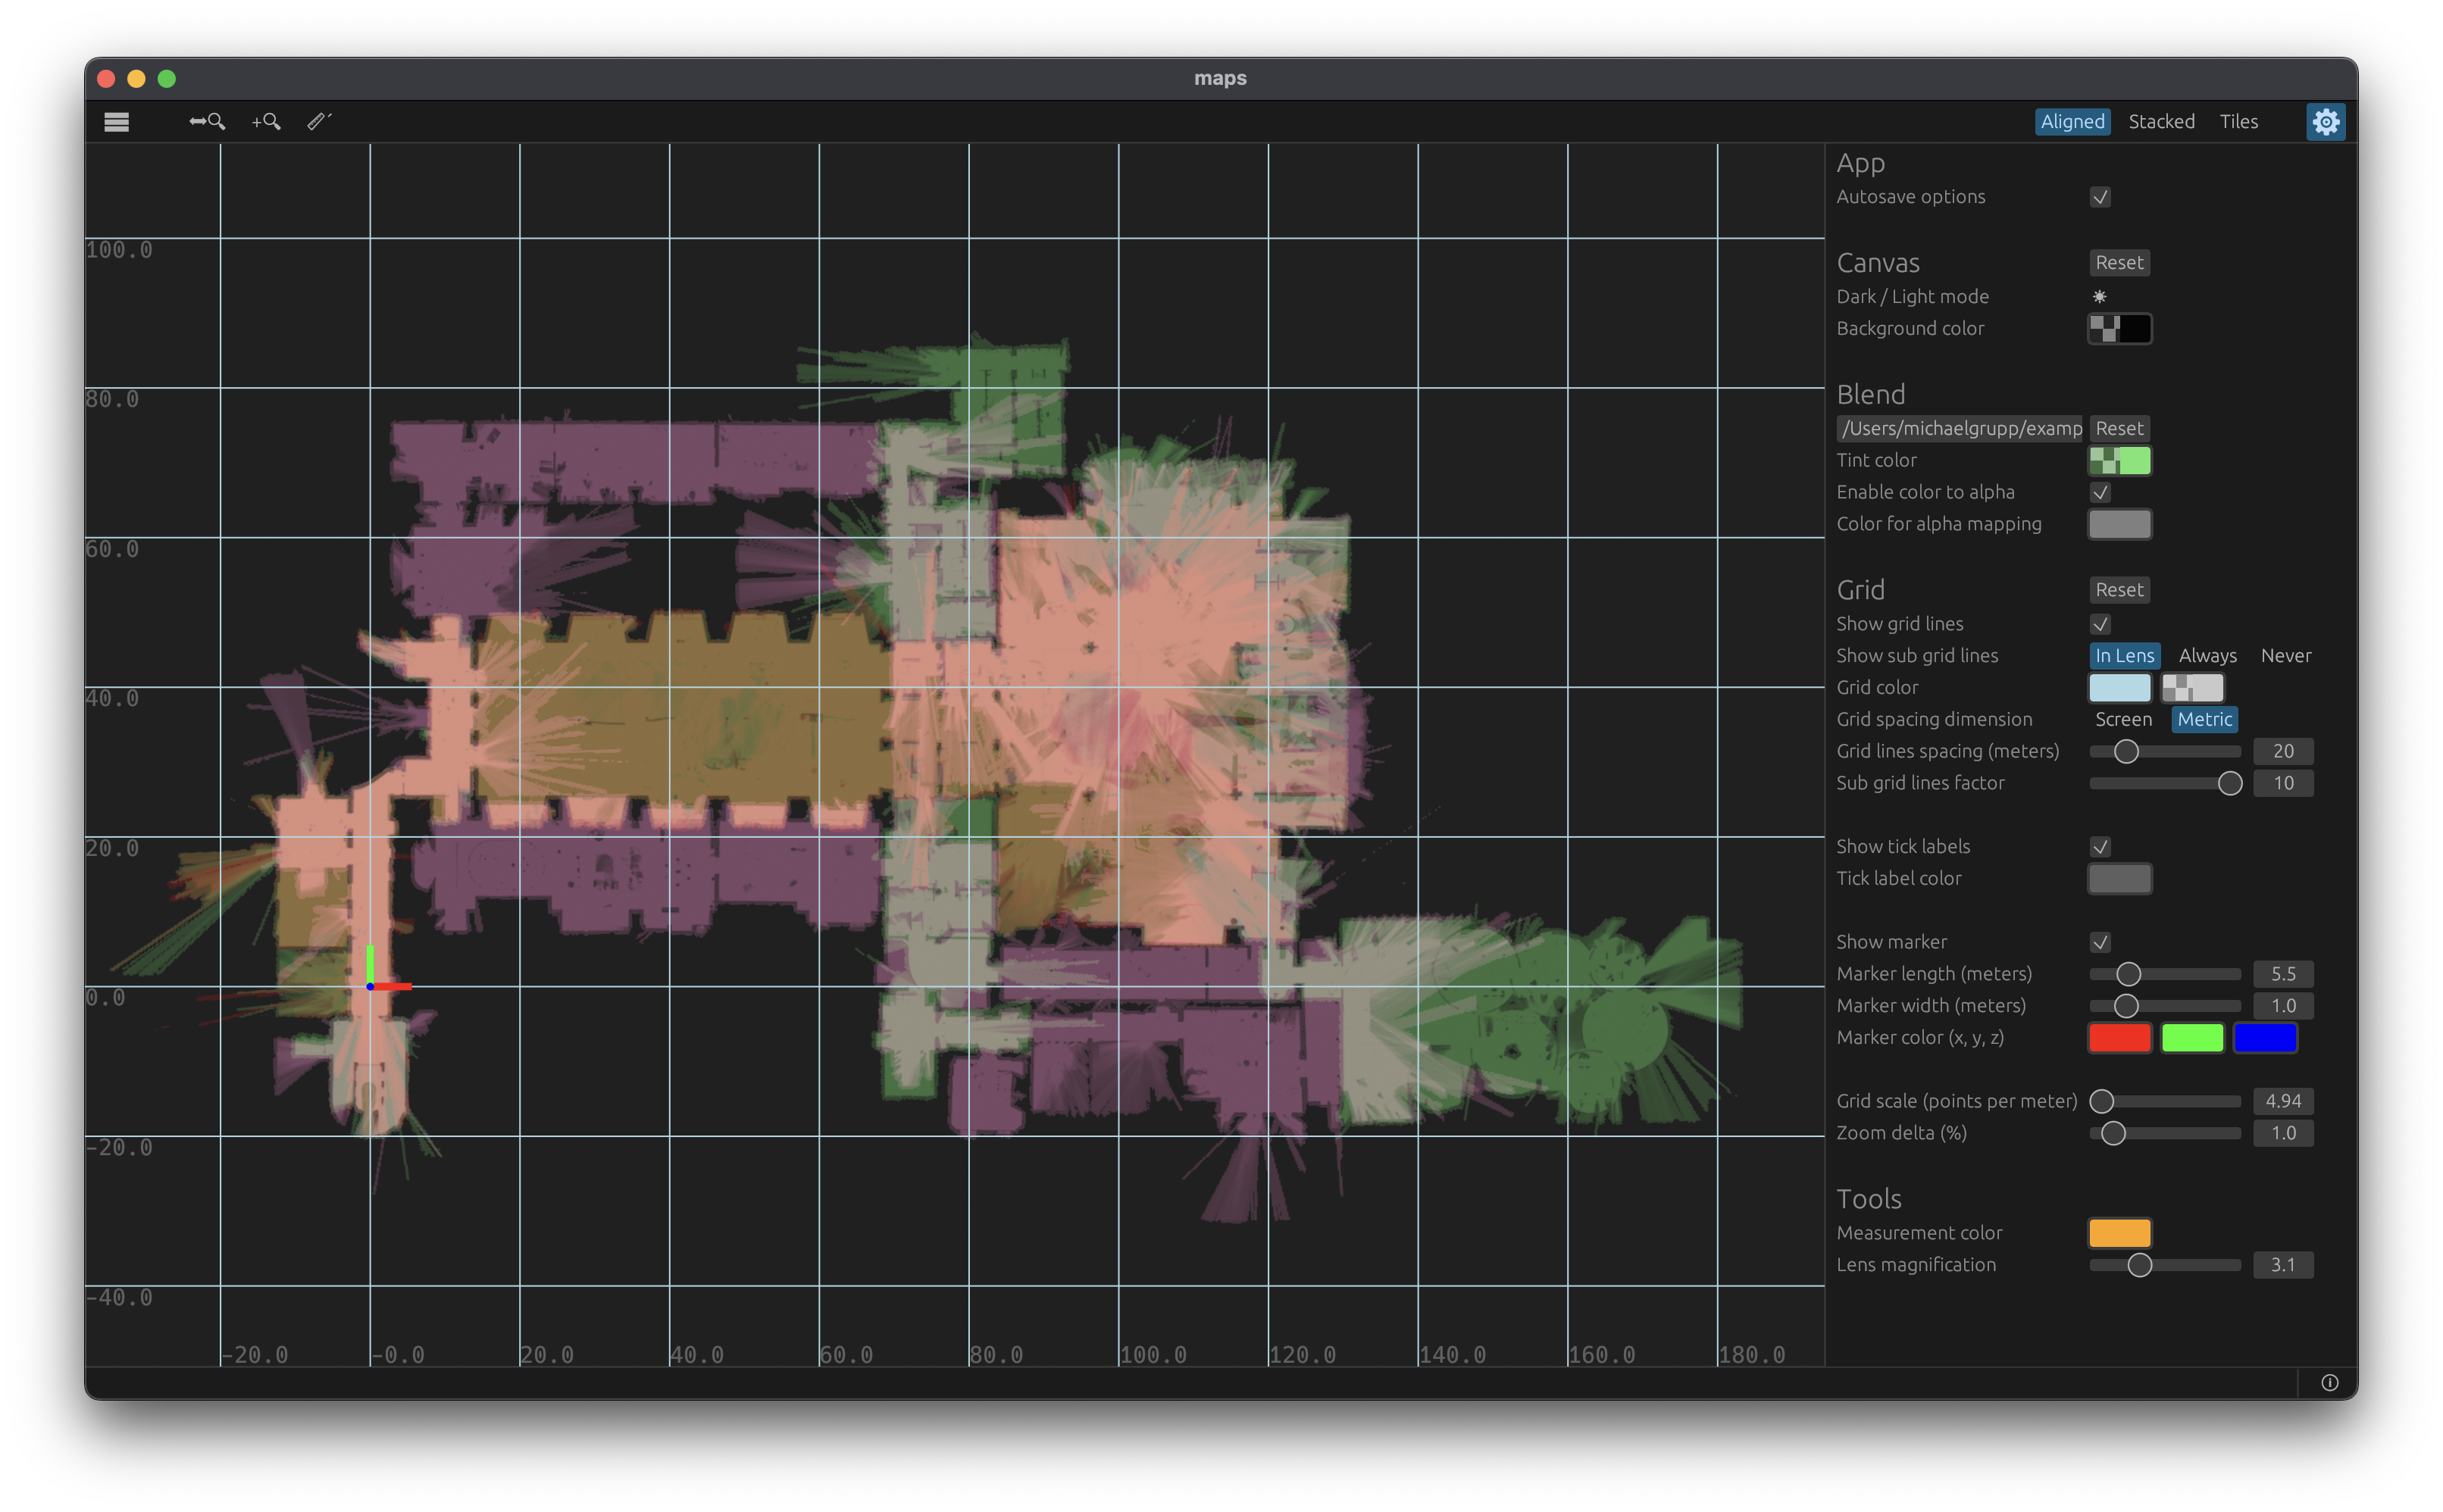 maps
Aligned Stacked Tiles
App
Autosave options
Canvas Reset
Dark / Light mode
Background color
Blend
/Users/michaelgrupp/examp Reset
Tint color
Enable color to alpha
Color for alpha mapping
Grid Reset
Show grid lines
Show sub grid lines In Lens Always Never
Grid color
Grid spacing dimension Screen Metric
Grid lines spacing (meters) 20
Sub grid lines factor 10
Show tick labels
Tick label color
Show marker
Marker length (meters) 5.5
Marker width (meters) 1.0
Marker color (x, y, z)
Grid scale (points per meter) 4.94
Zoom delta (%) 1.0
Tools
Measurement color
Lens magnification 3.1
100.0
80.0
60.0
40.0
20.0
0.0
-20.0
-40.0
-20.0 -0.0 20.0 40.0 60.0 80.0 100.0 120.0 140.0 160.0 180.0